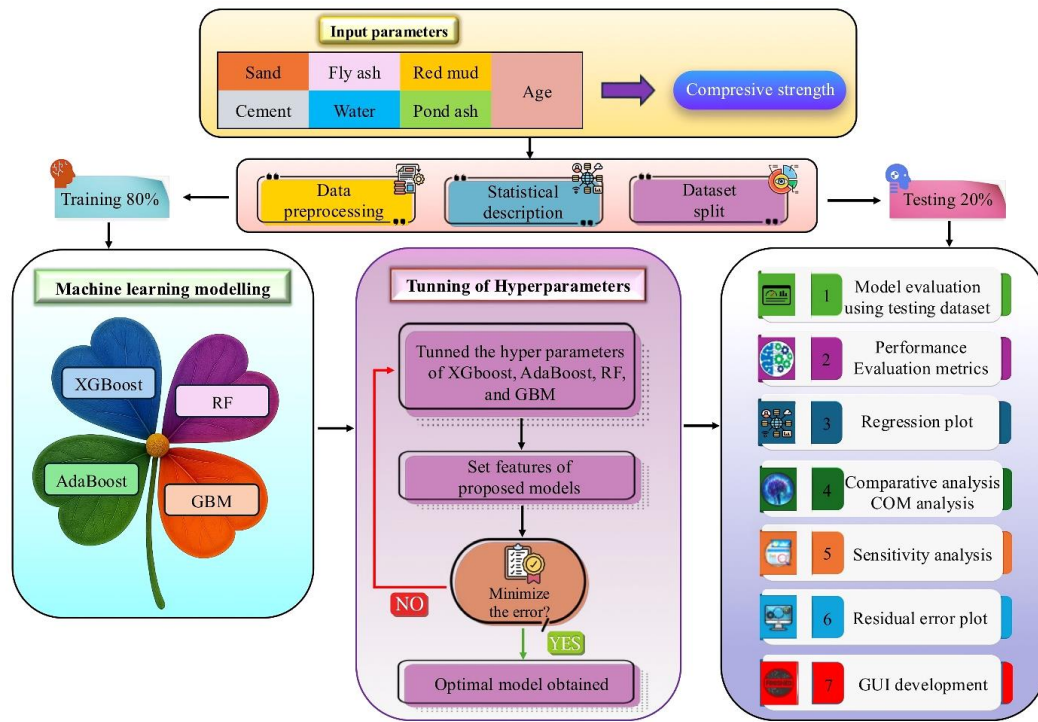 Input parameters
Sand
Fly ash
Red mud
Age
Cement
Water
Pond ash
Compresive strength
Training 80%
Data
preprocessing
Statistical
description
Dataset
split
Testing 20%
Machine learning modelling
XGBoost
RF
AdaBoost
GBM
Tunning of Hyperparameters
Tunned the hyper parameters
of XGboost, AdaBoost, RF,
and GBM
Set features of
proposed models
Minimize
the error?
NO
YES
Optimal model obtained
1
Model evaluation
using testing dataset
2
Performance
Evaluation metrics
3
Regression plot
4
Comparative analysis
COM analysis
5
Sensitivity analysis
6
Residual error plot
7
GUI development